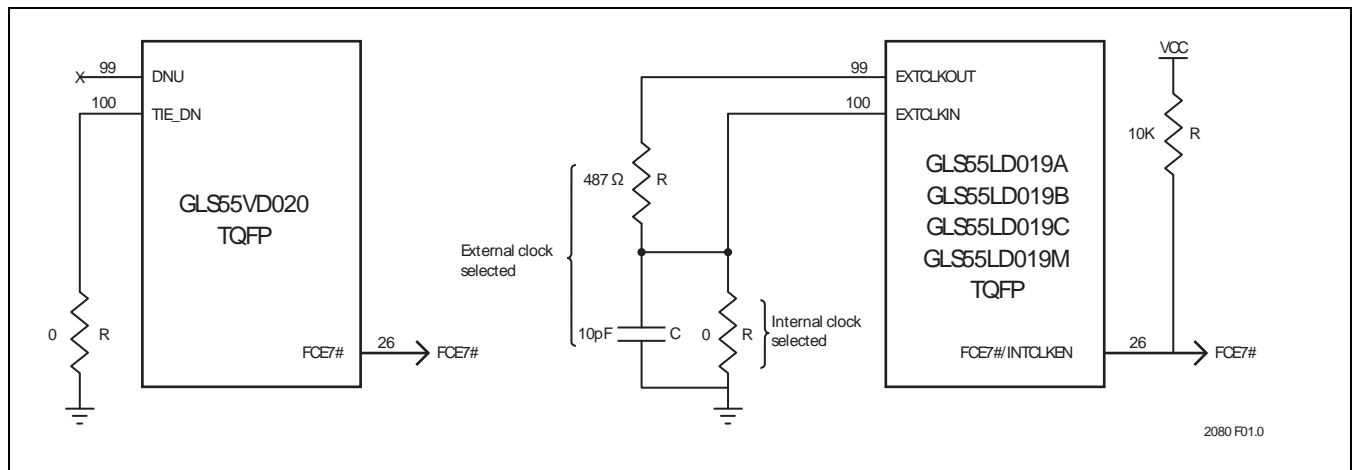 X 99 DNU
100 TIE_DN
GLS55VD020
TQFP
0 R
FCE7# 26 FCE7#
99 EXTCLKOUT
100 EXTCLKIN
487 Ω R
External clock
selected
10pF C
0 R
Internal clock
selected
GLS55LD019A
GLS55LD019B
GLS55LD019C
GLS55LD019M
TQFP
FCE7#/INTCLKEN 26 FCE7#
VCC
10K R
2080 F01.0